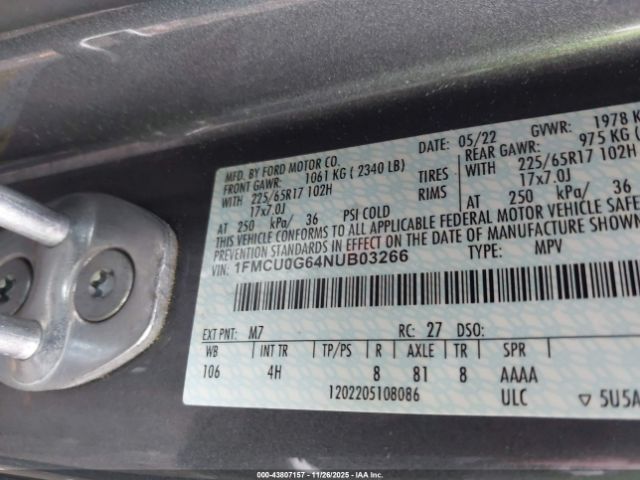 MFD. BY FORD MOTOR CO.
DATE: 05/22 GVWR: 1978 K
FRONT GAWR: 1061 KG ( 2340 LB)
REAR GAWR: 975 KG
WITH 225/65R17 102H TIRES WITH 225/65R17 102H
17x7.0J RIMS 17x7.0J
AT 250 kPa/ 36 PSI COLD AT 250 kPa/ 36
THIS VEHICLE CONFORMS TO ALL APPLICABLE FEDERAL MOTOR VEHICLE SAFE
PREVENTION STANDARDS IN EFFECT ON THE DATE OF MANUFACTURE SHOWN
VIN: 1FMCU0G64NUB03266 TYPE: MPV
EXT PNT: M7 RC: 27 DSO:
WB INT TR TP/PS R AXLE TR SPR
106 4H 8 81 8 AAAA
1202205108086 ULC 5U5A
00-43807157 - 11/26/2025 - IAA Inc.